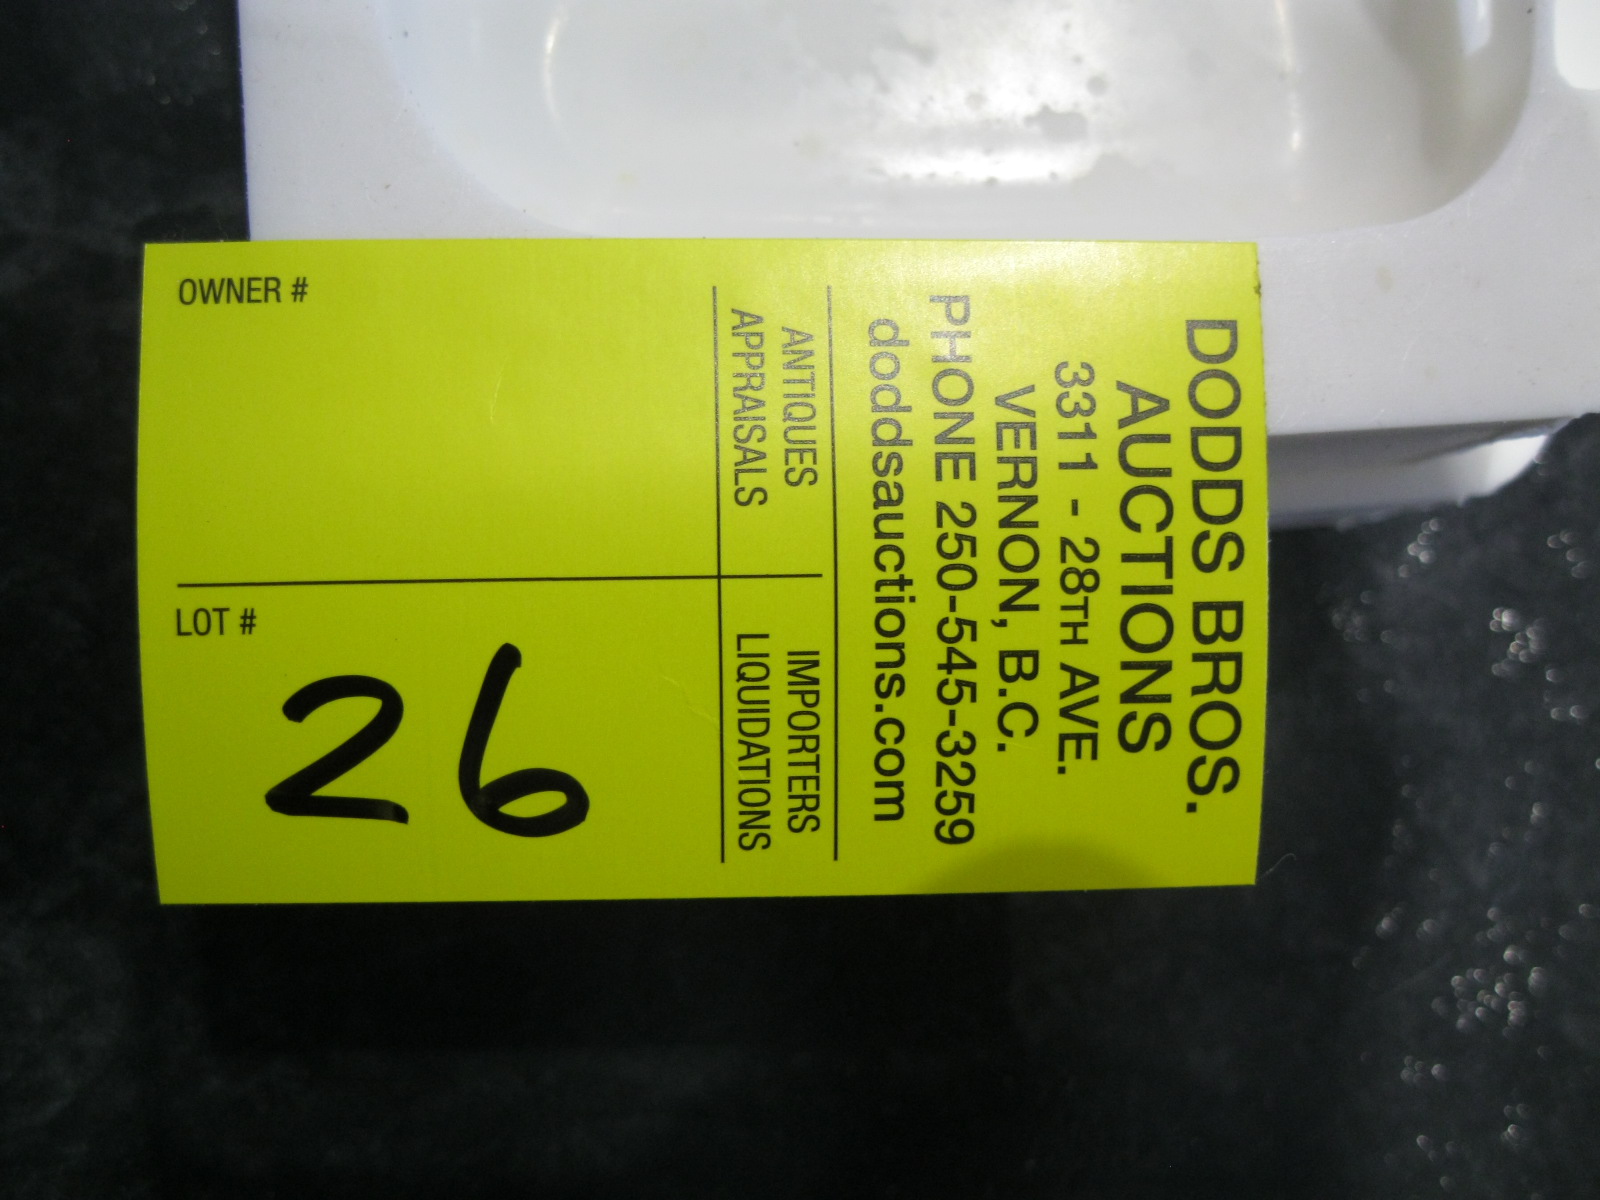 DODDS BROS.
AUCTIONS
3311 - 28TH AVE.
VERNON, B.C.
PHONE 250-545-3259
doddsauctions.com
ANTIQUES
APPRAISALS
IMPORTERS
LIQUIDATIONS
OWNER #
LOT #
26